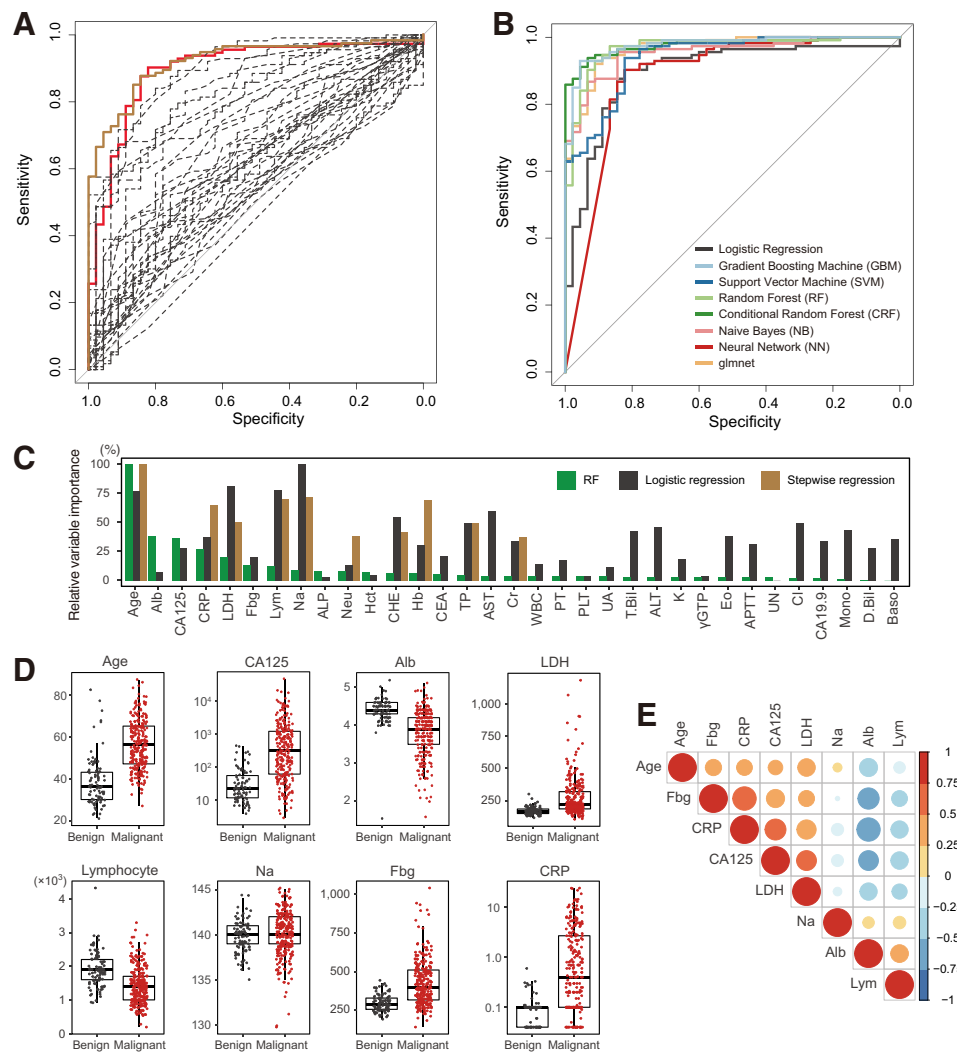 A
Sensitivity
1.0
0.8
0.6
0.4
0.2
0.0
1.0 0.8 0.6 0.4 0.2 0.0
Specificity
B
Sensitivity
1.0
0.8
0.6
0.4
0.2
0.0
Logistic Regression
Gradient Boosting Machine (GBM)
Support Vector Machine (SVM)
Random Forest (RF)
Conditional Random Forest (CRF)
Naive Bayes (NB)
Neural Network (NN)
glmnet
1.0 0.8 0.6 0.4 0.2 0.0
Specificity
C
Relative variable importance
(%)
100
75
50
25
0
RF Logistic regression Stepwise regression
Age Alb CA125 CRP LDH Fbg Lym Na ALP Neu Hct CHE Hb CEA TP AST Cr WBC PT PLT UA T.Bil ALT K γGTP Eo APTT UN Cl CA19.9 Mono D.Bil Baso
D
Age
80
60
40
20
Benign Malignant
CA125
10⁴
10³
10²
10
Benign Malignant
Alb
5
4
3
2
Benign Malignant
LDH
1,000
750
500
250
Benign Malignant
Lymphocyte
(×10³)
4
3
2
1
0
Benign Malignant
Na
145
140
135
130
Benign Malignant
Fbg
1,000
750
500
250
Benign Malignant
CRP
10
1.0
0.1
Benign Malignant
E
Age Fbg CRP CA125 LDH Na Alb Lym
Age
Fbg
CRP
CA125
LDH
Na
Alb
Lym
1
0.75
0.5
0.25
0
−0.25
−0.5
−0.75
−1